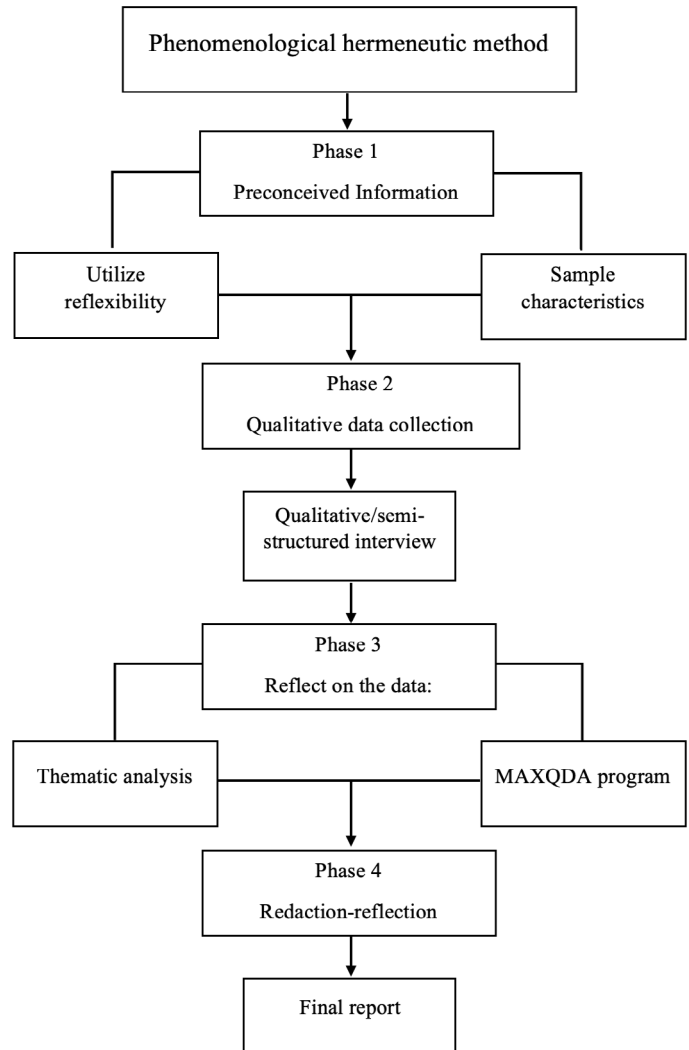 Phenomenological hermeneutic method
Phase 1
Preconceived Information
Utilize
reflexibility
Sample
characteristics
Phase 2
Qualitative data collection
Qualitative/semi-
structured interview
Phase 3
Reflect on the data:
Thematic analysis
MAXQDA program
Phase 4
Redaction-reflection
Final report